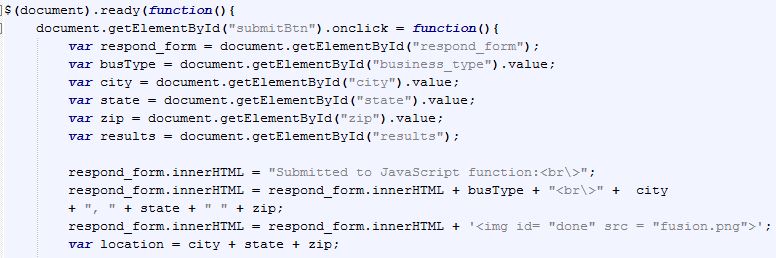 $(document).ready(function(){
document.getElementById("submitBtn").onclick = function(){
var respond_form = document.getElementById("respond_form");
var busType = document.getElementById("business_type").value;
var city = document.getElementById("city").value;
var state = document.getElementById("state").value;
var zip = document.getElementById("zip").value;
var results = document.getElementById("results");
respond_form.innerHTML = "Submitted to JavaScript function:<br\>";
respond_form.innerHTML = respond_form.innerHTML + busType + "<br\>" + city
+ ", " + state + " " + zip;
respond_form.innerHTML = respond_form.innerHTML + '<img id= "done" src = "fusion.png">';
var location = city + state + zip;